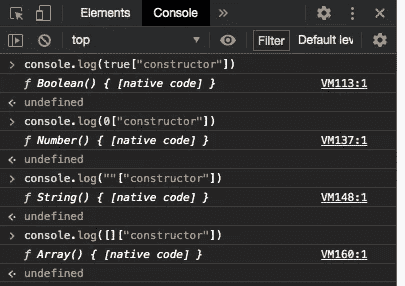 Elements Console »
top Filter Default lev
console.log(true["constructor"])
ƒ Boolean() { [native code] } VM113:1
undefined
console.log(0["constructor"])
ƒ Number() { [native code] } VM137:1
undefined
console.log(""["constructor"])
ƒ String() { [native code] } VM148:1
undefined
console.log([]["constructor"])
ƒ Array() { [native code] } VM160:1
undefined